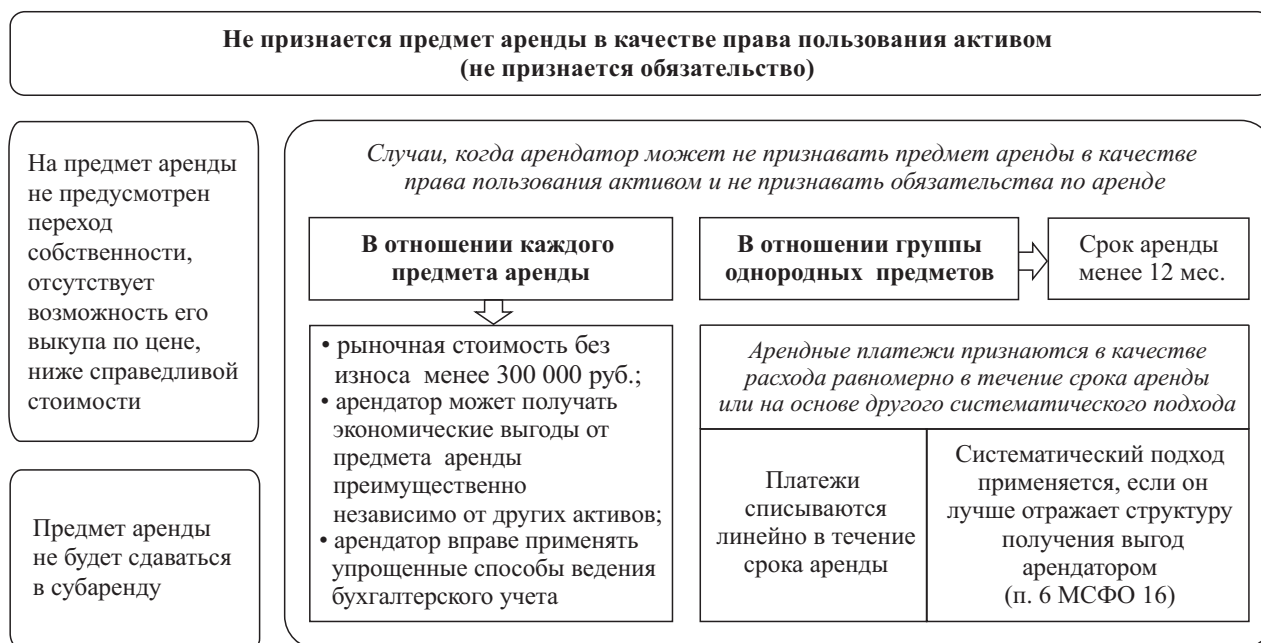 Не признается предмет аренды в качестве права пользования активом
(не признается обязательство)
На предмет аренды
не предусмотрен
переход
собственности,
отсутствует
возможность его
выкупа по цене,
ниже справедливой
стоимости
Предмет аренды
не будет сдаваться
в субаренду
Случаи, когда арендатор может не признавать предмет аренды в качестве
права пользования активом и не признавать обязательства по аренде
В отношении каждого
предмета аренды
• рыночная стоимость без
износа менее 300 000 руб.;
• арендатор может получать
экономические выгоды от
предмета аренды
преимущественно
независимо от других активов;
• арендатор вправе применять
упрощенные способы ведения
бухгалтерского учета
В отношении группы
однородных предметов
Срок аренды
менее 12 мес.
Арендные платежи признаются в качестве
расхода равномерно в течение срока аренды
или на основе другого систематического подхода
Платежи
списываются
линейно в течение
срока аренды
Систематический подход
применяется, если он
лучше отражает структуру
получения выгод
арендатором
(п. 6 МСФО 16)